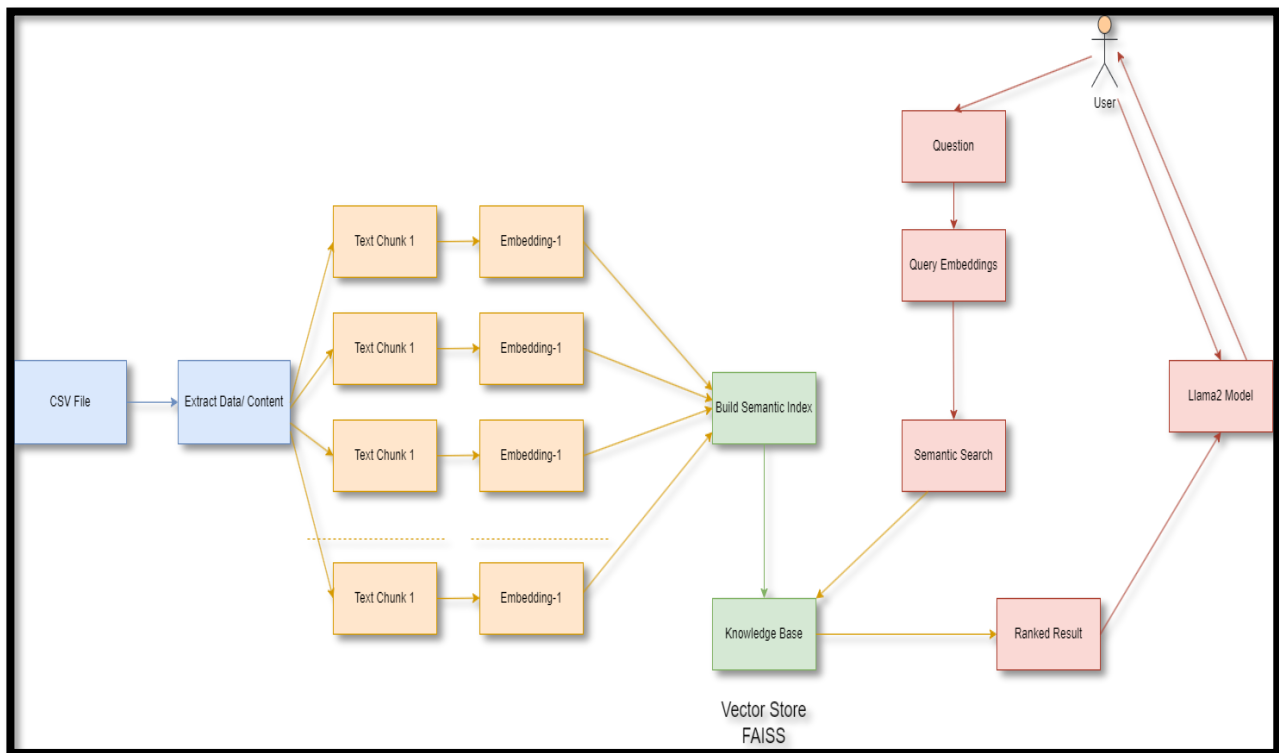 User
Question
Text Chunk 1
Embedding-1
Query Embeddings
Text Chunk 1
Embedding-1
CSV File
Extract Data/ Content
Build Semantic Index
Llama2 Model
Text Chunk 1
Embedding-1
Semantic Search
Text Chunk 1
Embedding-1
Knowledge Base
Ranked Result
Vector Store
FAISS